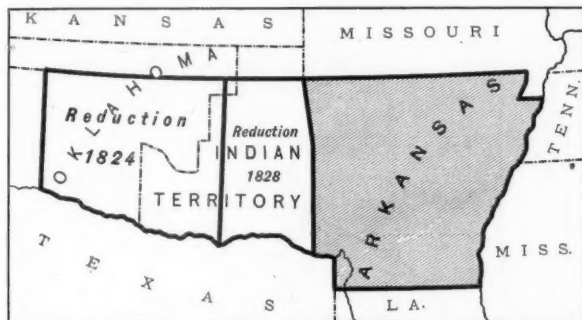 KANSAS
MISSOURI
OKLAHOMA
Reduction
1824
Reduction
INDIAN
1828
TERRITORY
ARKANSAS
TENN.
MISS.
TEXAS
LA.